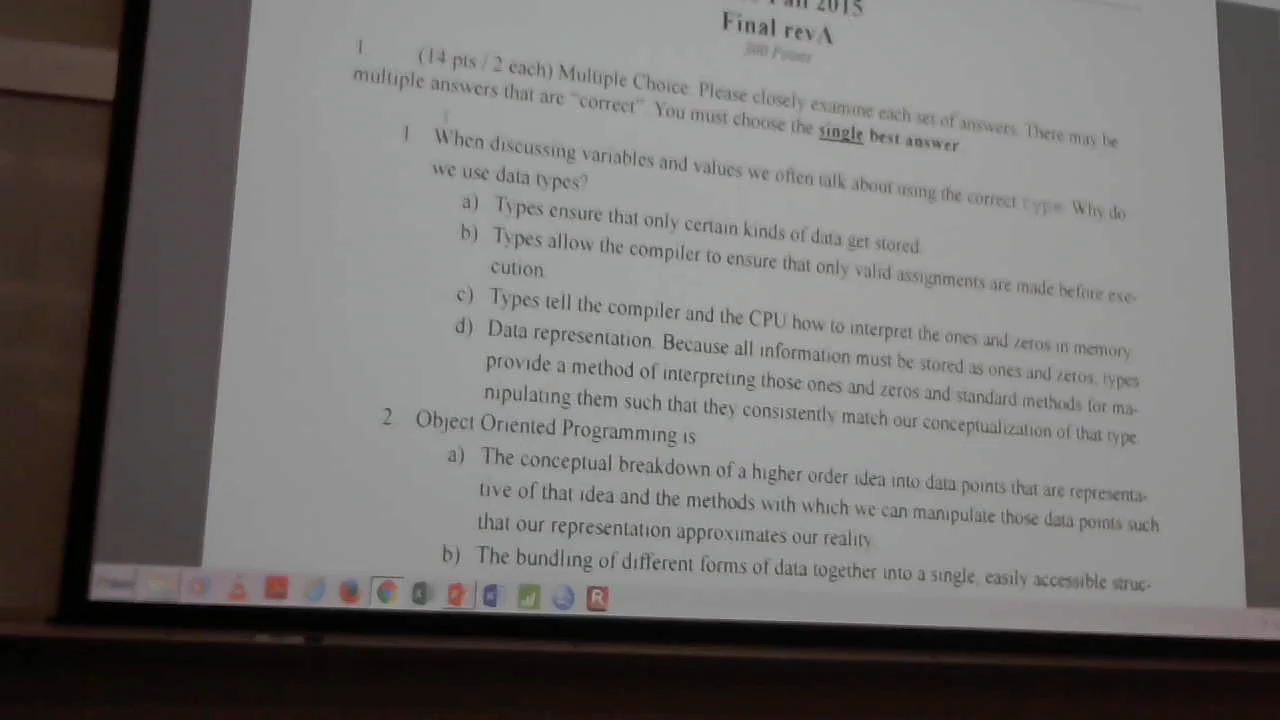 Fall 2015
Final revA
300 Points
1 (14 pts / 2 each) Multiple Choice. Please closely examine each set of answers. There may be
multiple answers that are "correct". You must choose the single best answer
1 When discussing variables and values we often talk about using the correct type. Why do
we use data types?
a) Types ensure that only certain kinds of data get stored.
b) Types allow the compiler to ensure that only valid assignments are made before exe-
cution.
c) Types tell the compiler and the CPU how to interpret the ones and zeros in memory.
d) Data representation. Because all information must be stored as ones and zeros, types
provide a method of interpreting those ones and zeros and standard methods for ma-
nipulating them such that they consistently match our conceptualization of that type.
2 Object Oriented Programming is
a) The conceptual breakdown of a higher order idea into data points that are representa-
tive of that idea and the methods with which we can manipulate those data points such
that our representation approximates our reality.
b) The bundling of different forms of data together into a single, easily accessible struc-
R